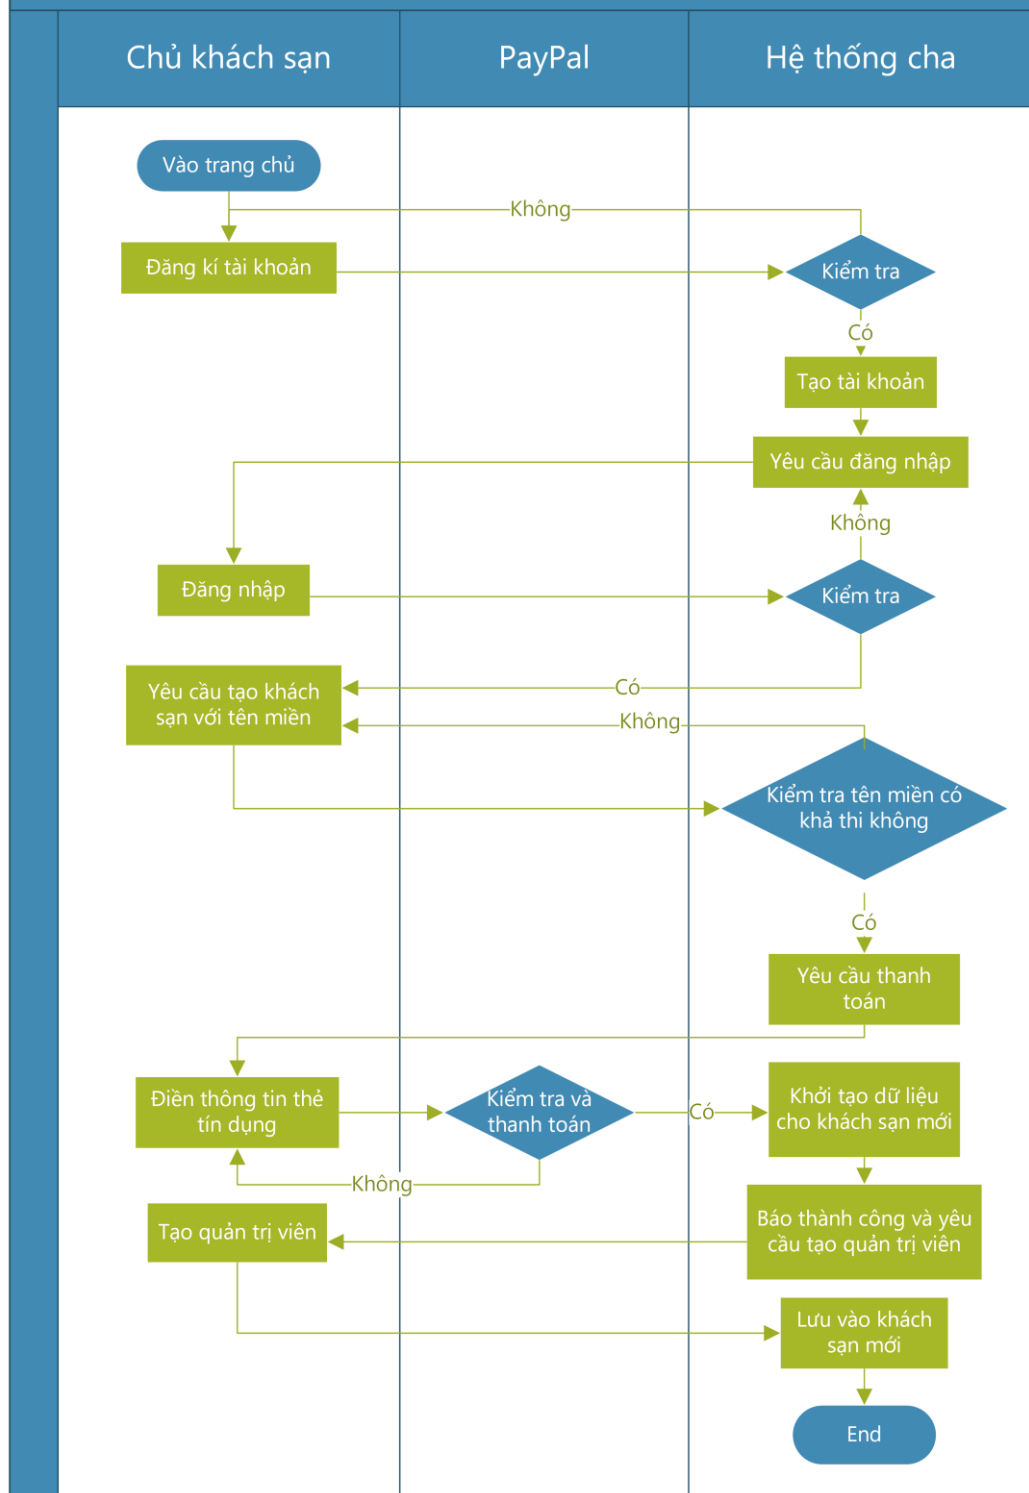 Chủ khách sạn
PayPal
Hệ thống cha
Vào trang chủ
Không
Đăng kí tài khoản
Kiểm tra
Có
Tạo tài khoản
Yêu cầu đăng nhập
Không
Đăng nhập
Kiểm tra
Yêu cầu tạo khách
sạn với tên miền
Có
Không
Kiểm tra tên miền có
khả thi không
Có
Yêu cầu thanh
toán
Điền thông tin thẻ
tín dụng
Kiểm tra và
thanh toán
Có
Khởi tạo dữ liệu
cho khách sạn mới
Không
Tạo quản trị viên
Báo thành công và yêu
cầu tạo quản trị viên
Lưu vào khách
sạn mới
End